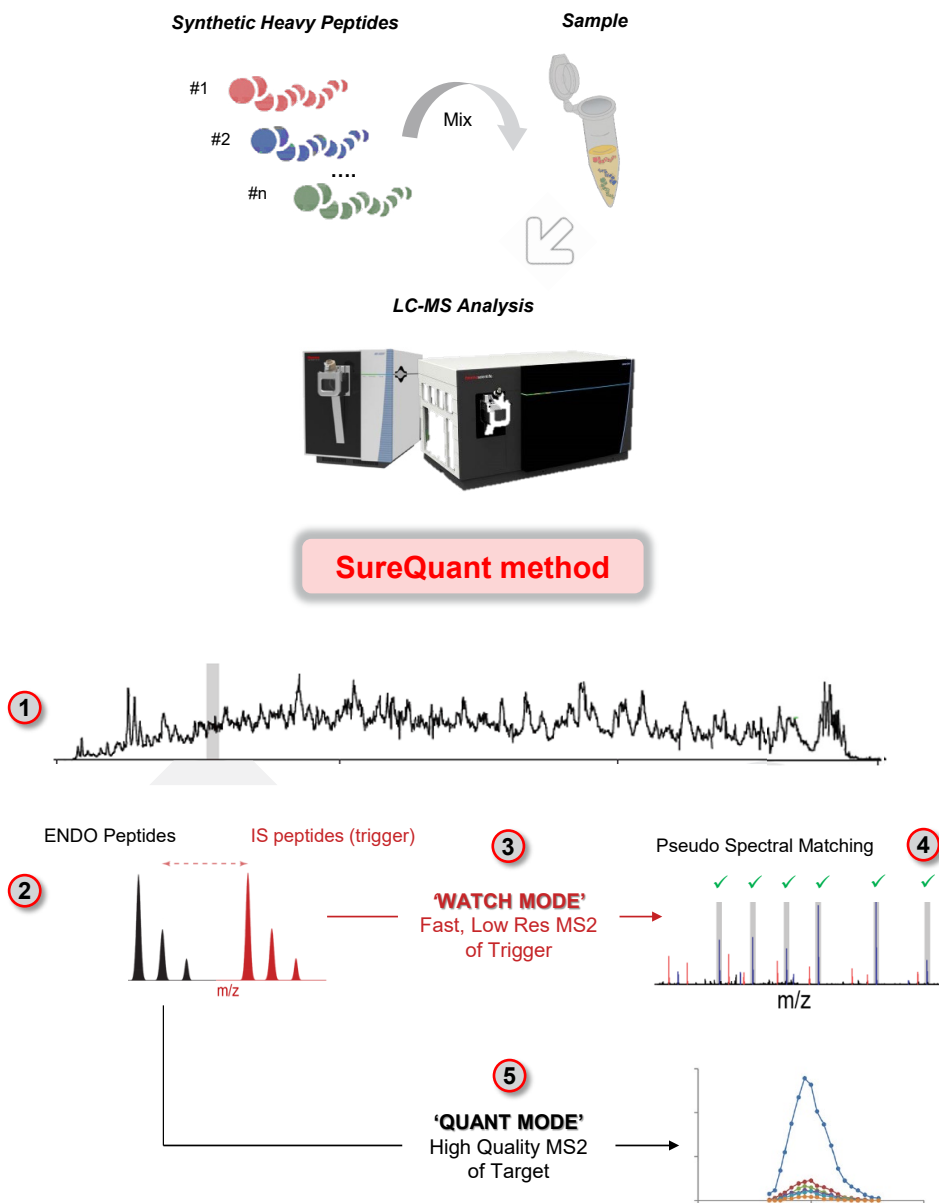 Synthetic Heavy Peptides
Sample
#1
#2
....
#n
Mix
LC-MS Analysis
SureQuant method
1
ENDO Peptides
IS peptides (trigger)
2
m/z
3
‘WATCH MODE’
Fast, Low Res MS2
of Trigger
Pseudo Spectral Matching
4
m/z
5
‘QUANT MODE’
High Quality MS2
of Target